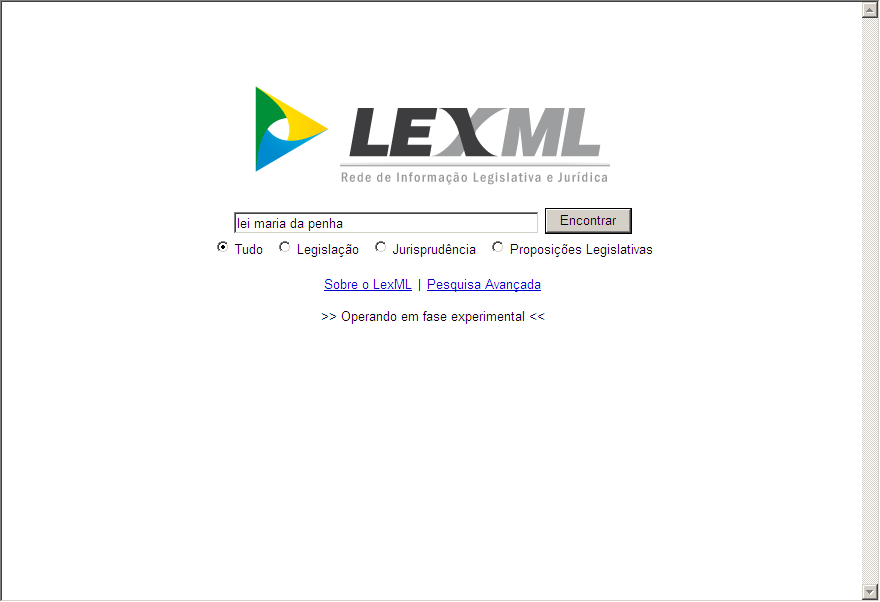 LEXML
Rede de Informação Legislativa e Jurídica
lei maria da penha Encontrar
Tudo Legislação Jurisprudência Proposições Legislativas
Sobre o LexML | Pesquisa Avançada
>> Operando em fase experimental <<